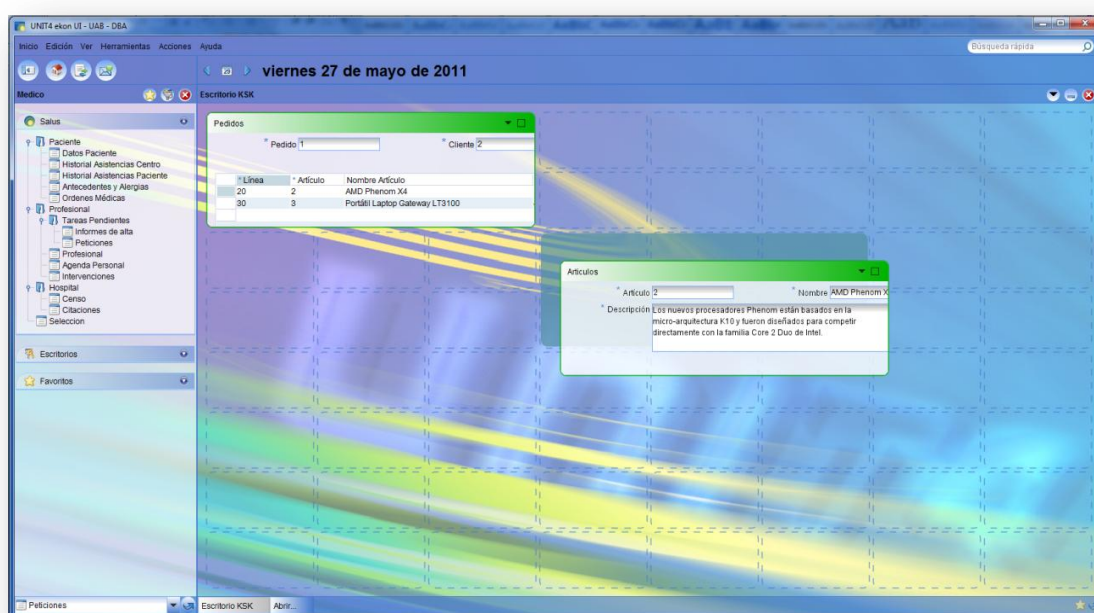 UNIT4 ekon UI - UAB - DBA
Inicio Edición Ver Herramientas Acciones Ayuda
Búsqueda rápida
viernes 27 de mayo de 2011
Medico
Escritorio KSK
Salus
Paciente
Datos Paciente
Historial Asistencias Centro
Historial Asistencias Paciente
Antecedentes y Alergias
Ordenes Médicas
Profesional
Tareas Pendientes
Informes de alta
Peticiones
Profesional
Agenda Personal
Intervenciones
Hospital
Censo
Citaciones
Seleccion
Escritorios
Favoritos
Pedidos
* Pedido 1 * Cliente 2
* Línea * Artículo Nombre Artículo
20 2 AMD Phenom X4
30 3 Portátil Laptop Gateway LT3100
Articulos
* Artículo 2 * Nombre AMD Phenom X
* Descripción Los nuevos procesadores Phenom están basados en la
micro-arquitectura K10 y fueron diseñados para competir
directamente con la familia Core 2 Duo de Intel.
Peticiones
Escritorio KSK Abrir...